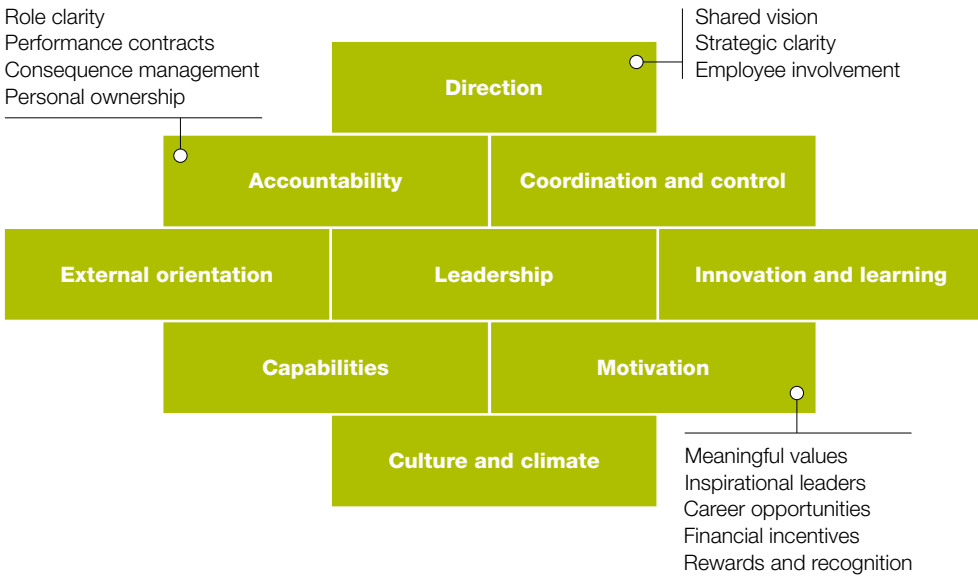 Role clarity
Performance contracts
Consequence management
Personal ownership
Shared vision
Strategic clarity
Employee involvement
Direction
Accountability
Coordination and control
External orientation
Leadership
Innovation and learning
Capabilities
Motivation
Culture and climate
Meaningful values
Inspirational leaders
Career opportunities
Financial incentives
Rewards and recognition